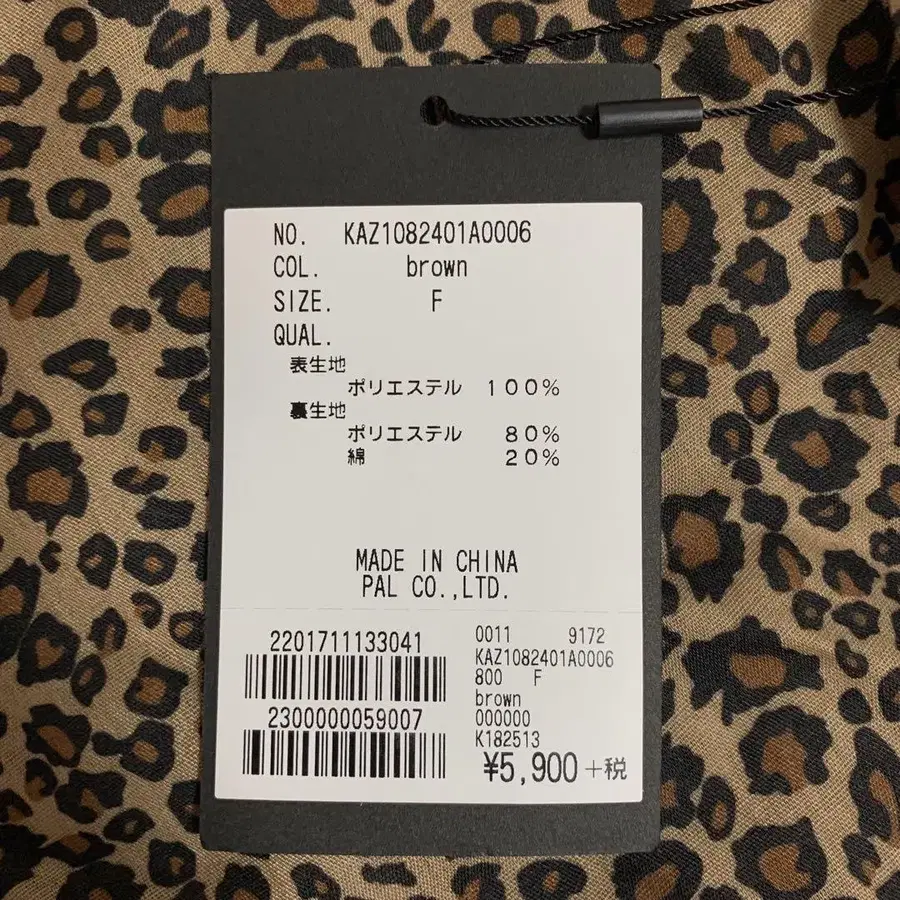 NO. KAZ1082401A0006
COL. brown
SIZE. F
QUAL.
表生地
ポリエステル 100%
裏生地
ポリエステル 80%
綿 20%
MADE IN CHINA
PAL CO.,LTD.
2201711133041
2300000059007
0011 9172
KAZ1082401A0006
800 F
brown
000000
K182513
¥5,900 +税